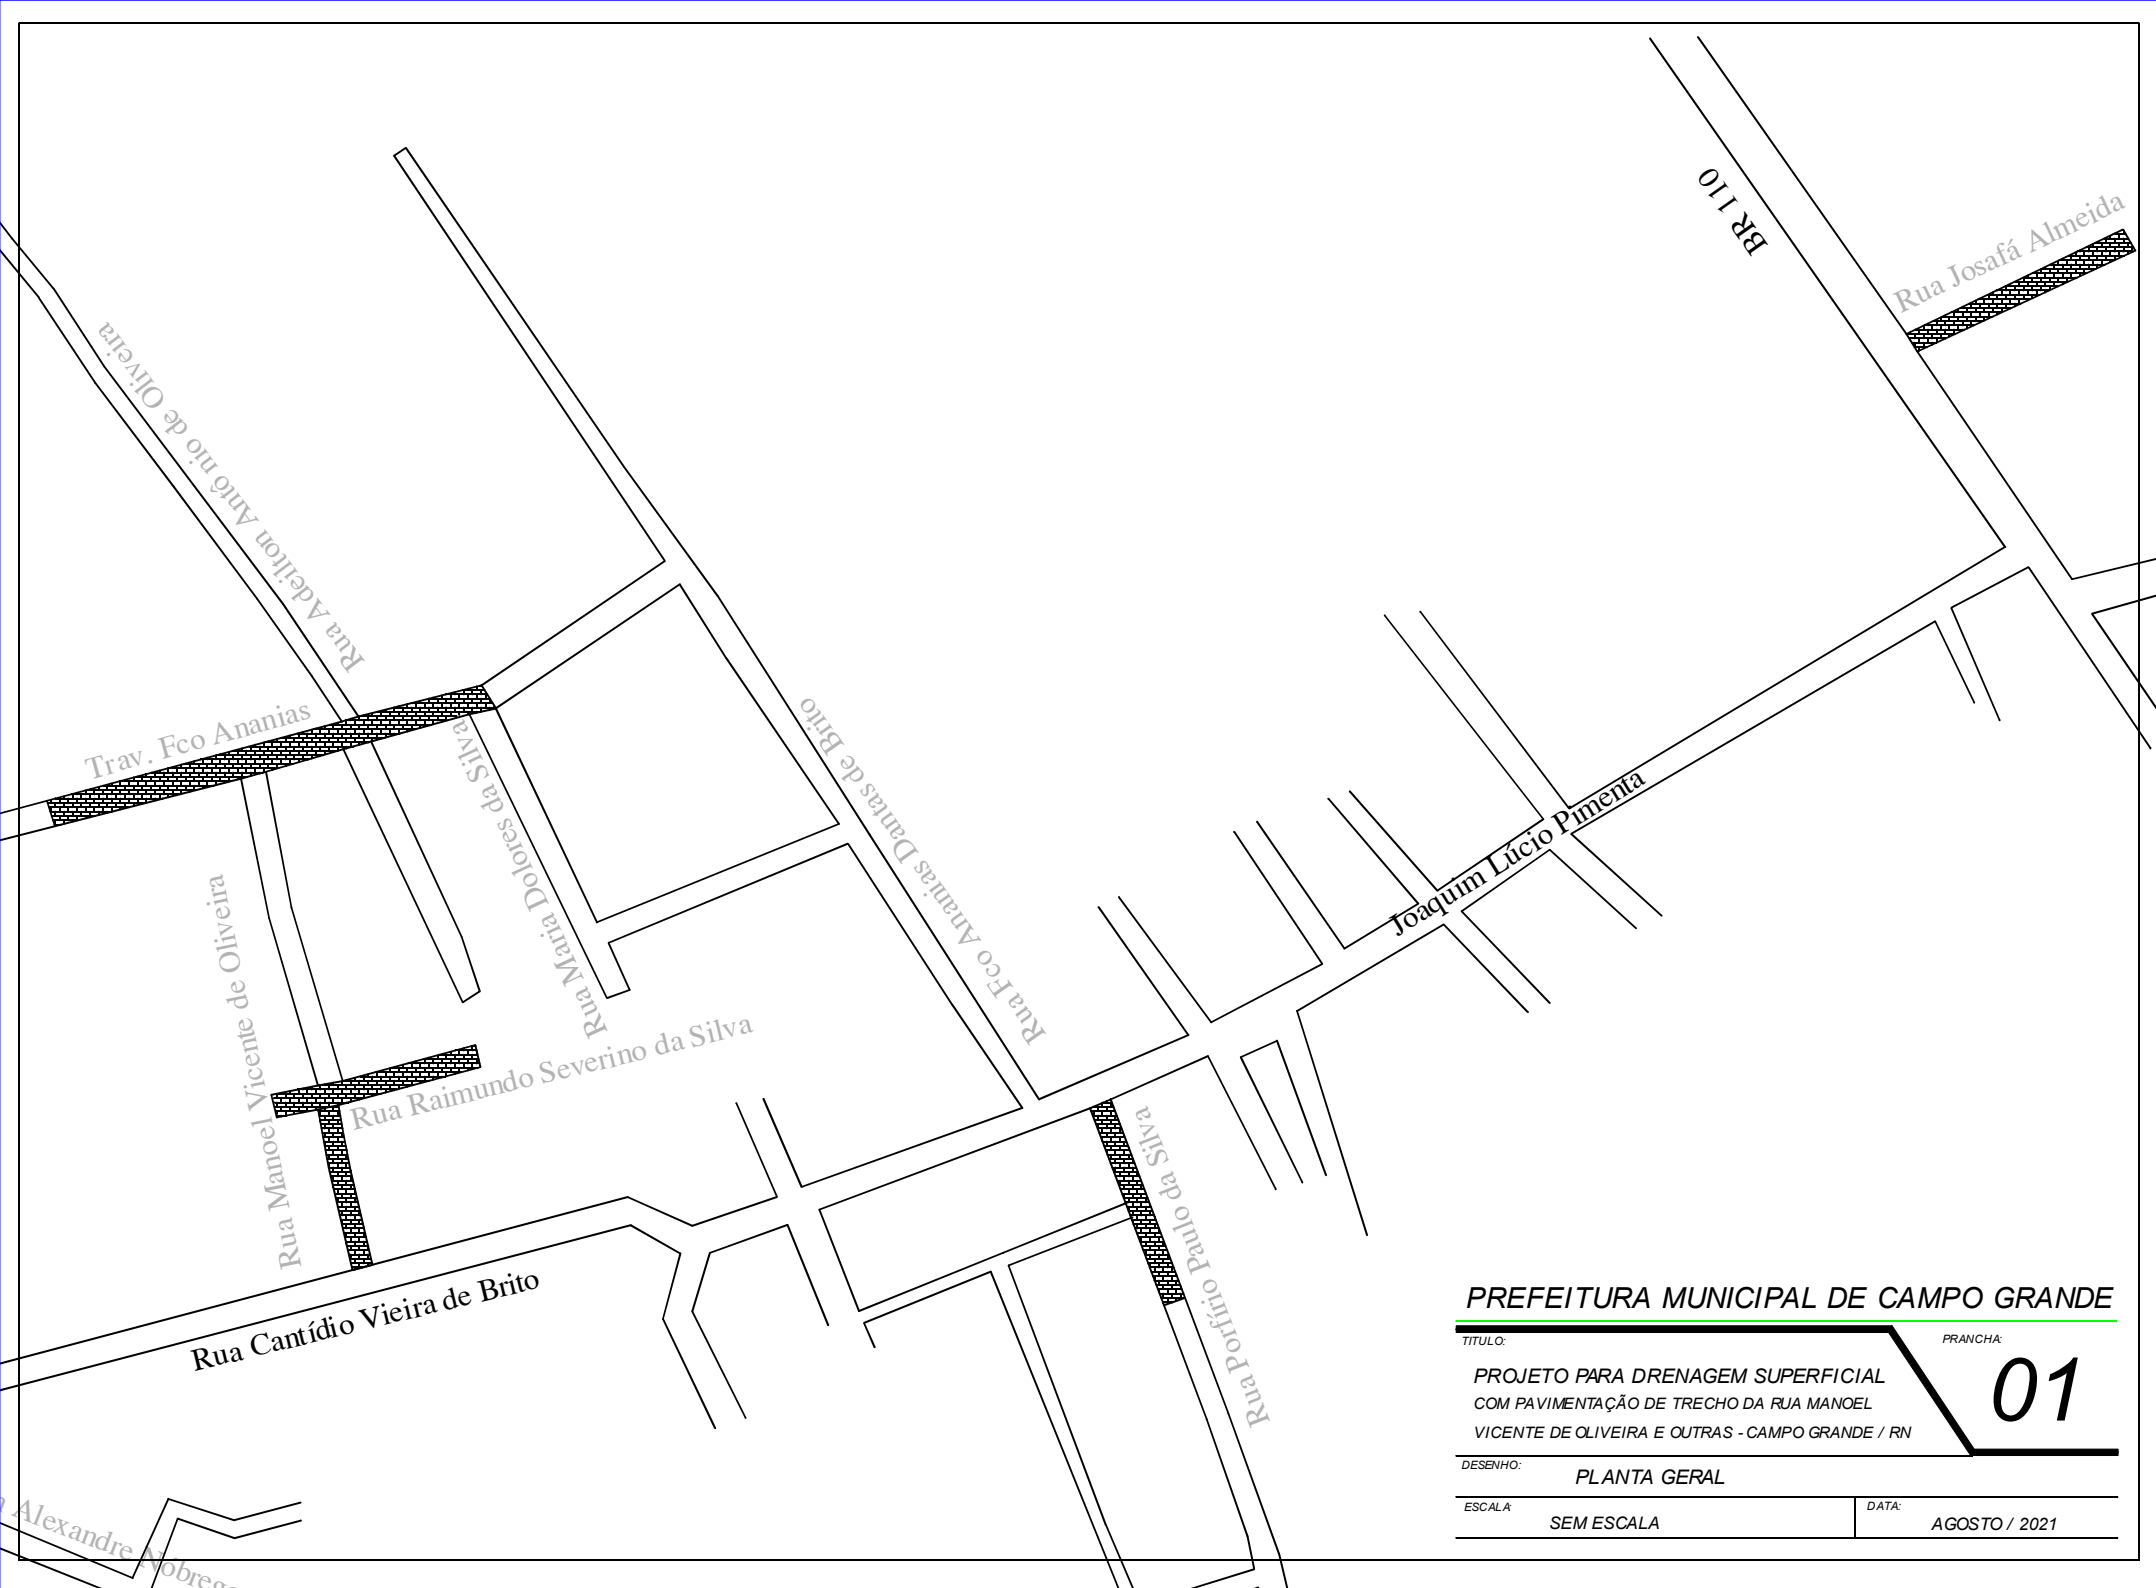 BR 110
Rua Josafá Almeida
Rua Adeilton Antônio de Oliveira
Trav. Fco Ananias
Rua Maria Dolores da Silva
Rua Fco Ananias Dantas de Brito
Joaquim Lúcio Pimenta
Rua Manoel Vicente de Oliveira
Rua Raimundo Severino da Silva
Rua Porfírio Paulo da Silva
Rua Cantídio Vieira de Brito
Alexandre Nóbrega
PREFEITURA MUNICIPAL DE CAMPO GRANDE
TITULO:
PRANCHA:
01
PROJETO PARA DRENAGEM SUPERFICIAL
COM PAVIMENTAÇÃO DE TRECHO DA RUA MANOEL
VICENTE DE OLIVEIRA E OUTRAS - CAMPO GRANDE / RN
DESENHO:
PLANTA GERAL
ESCALA:
SEM ESCALA
DATA:
AGOSTO / 2021